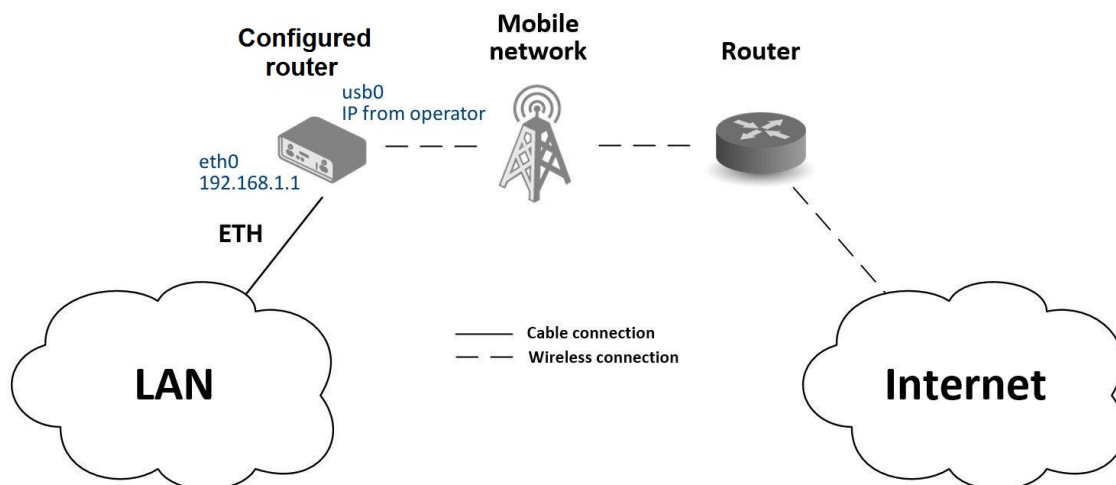 Configured
router
usb0
IP from operator
eth0
192.168.1.1
ETH
Mobile
network
Router
LAN
Cable connection
Wireless connection
Internet